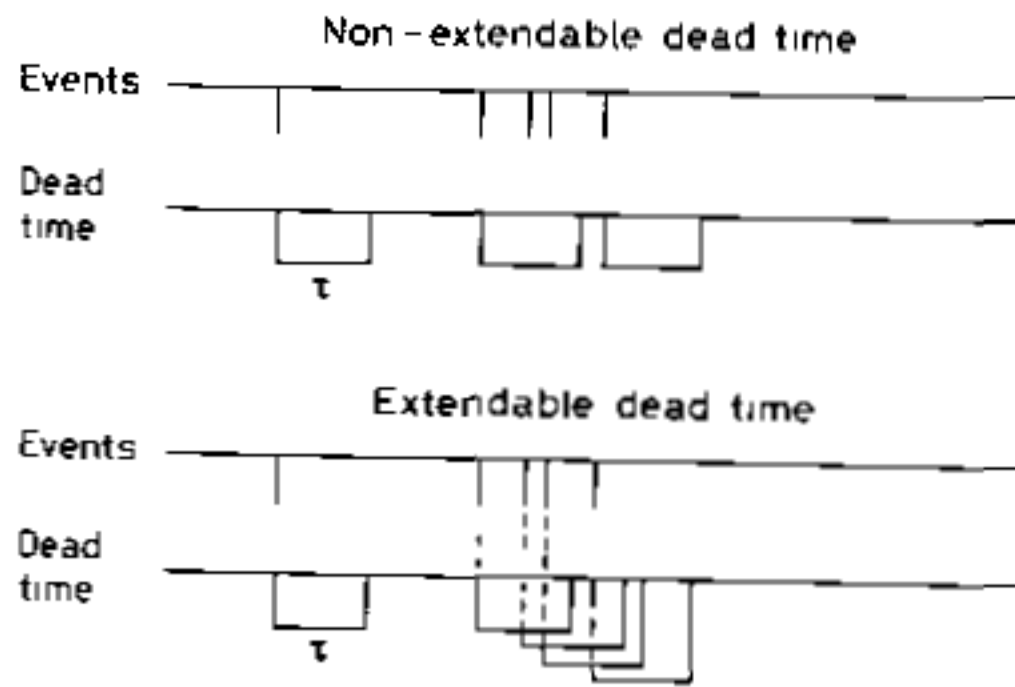 Non-extendable dead time
Events
Dead
time
τ
Extendable dead time
Events
Dead
time
τ